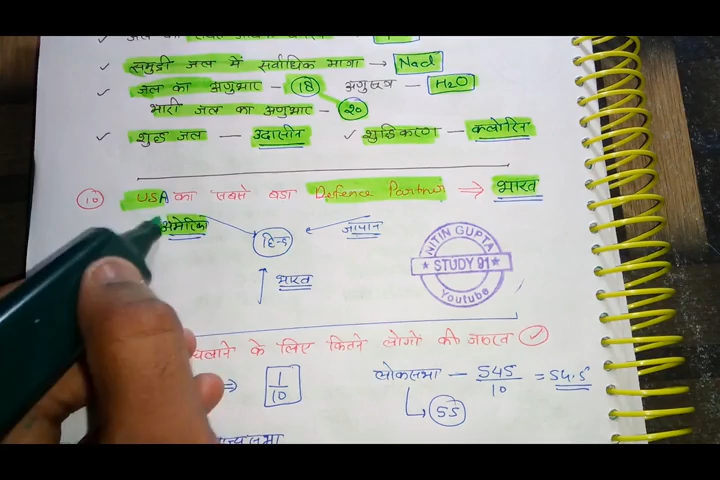 समुद्री जल में सर्वाधिक मात्रा → Nacl
जल का अणुभार - 18 अणुसूत्र - H2O
भारी जल का अणुभार - 20
शुद्ध जल — उदासीन शुद्धिकरण — क्लोरिन
10 USA का सबसे बडा Defence Partner ⇒ भारत
अमेरिका हि-5 जापान
भारत
NITIN GUPTA
STUDY 91
Youtube
चलाने के लिए कितने लोगों की जरूरत
⇒ 1/10 लोकसभा — 545/10 = 54.5
55